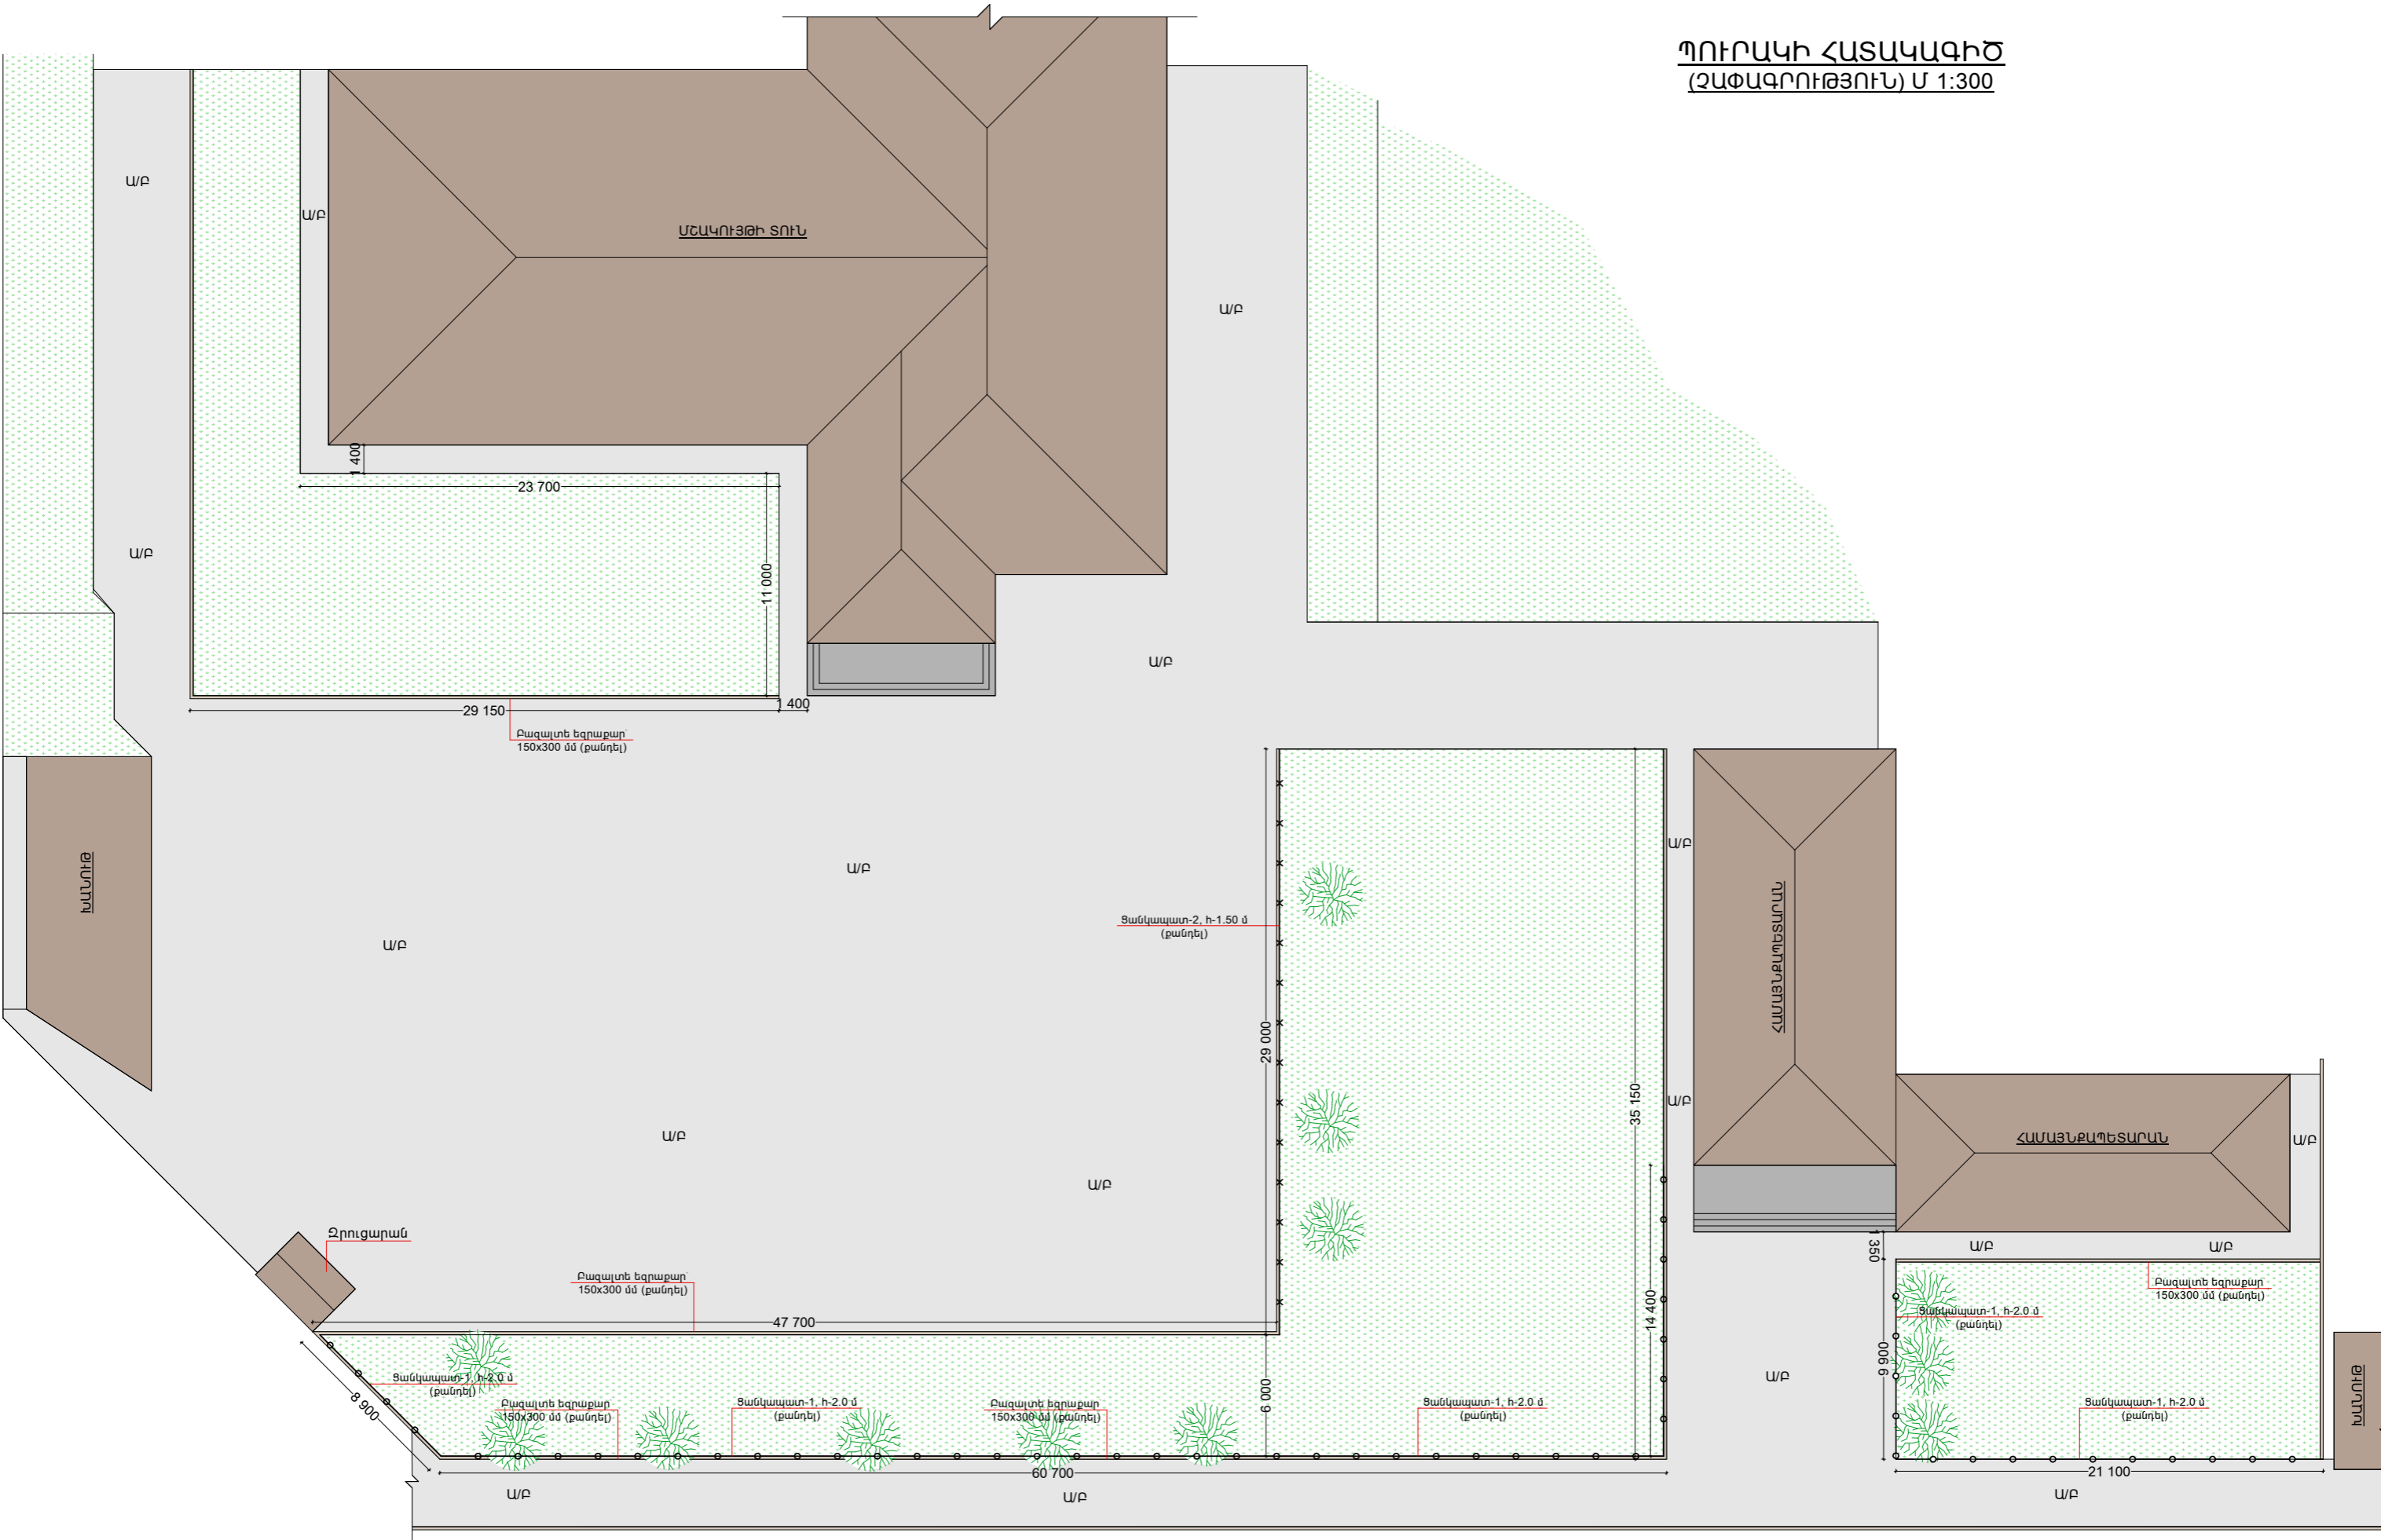 ՊՈՒՐԱԿԻ ՀԱՏԱԿԱԳԻԾ
(ՉԱՓԱԳՐՈՒԹՅՈՒՆ) Մ 1:300
Ա/Բ
Ա/Բ
ՄՇԱԿՈՒՅԹԻ ՏՈՒՆ
Ա/Բ
1 400
23 700
Ա/Բ
11 000
Ա/Բ
29 150
1 400
Բազալտե եզրաքար
150x300 մմ (քանդել)
ԽԱՆՈՒԹ
Ա/Բ
Ա/Բ
Ա/Բ
Ցանկապատ-2, h-1.50 մ
(քանդել)
ՀԱՄԱՅՆՔԱՊԵՏԱՐԱՆ
Ա/Բ
29 000
35 150
Ա/Բ
Ա/Բ
ՀԱՄԱՅՆՔԱՊԵՏԱՐԱՆ
Ա/Բ
Ա/Բ
Զրուցարան
Ա/Բ
Ա/Բ
1 350
Բազալտե եզրաքար
150x300 մմ (քանդել)
Բազալտե եզրաքար
150x300 մմ (քանդել)
14 400
Ցանկապատ-1, h-2.0 մ
(քանդել)
47 700
9 900
Ցանկապատ-1, h-2.0 մ
(քանդել)
8 900
Ա/Բ
ԽԱՆՈՒԹ
6 000
Բազալտե եզրաքար
150x300 մմ (քանդել)
Ցանկապատ-1, h-2.0 մ
(քանդել)
Բազալտե եզրաքար
150x300 մմ (քանդել)
Ցանկապատ-1, h-2.0 մ
(քանդել)
Ցանկապատ-1, h-2.0 մ
(քանդել)
60 700
21 100
Ա/Բ
Ա/Բ
Ա/Բ